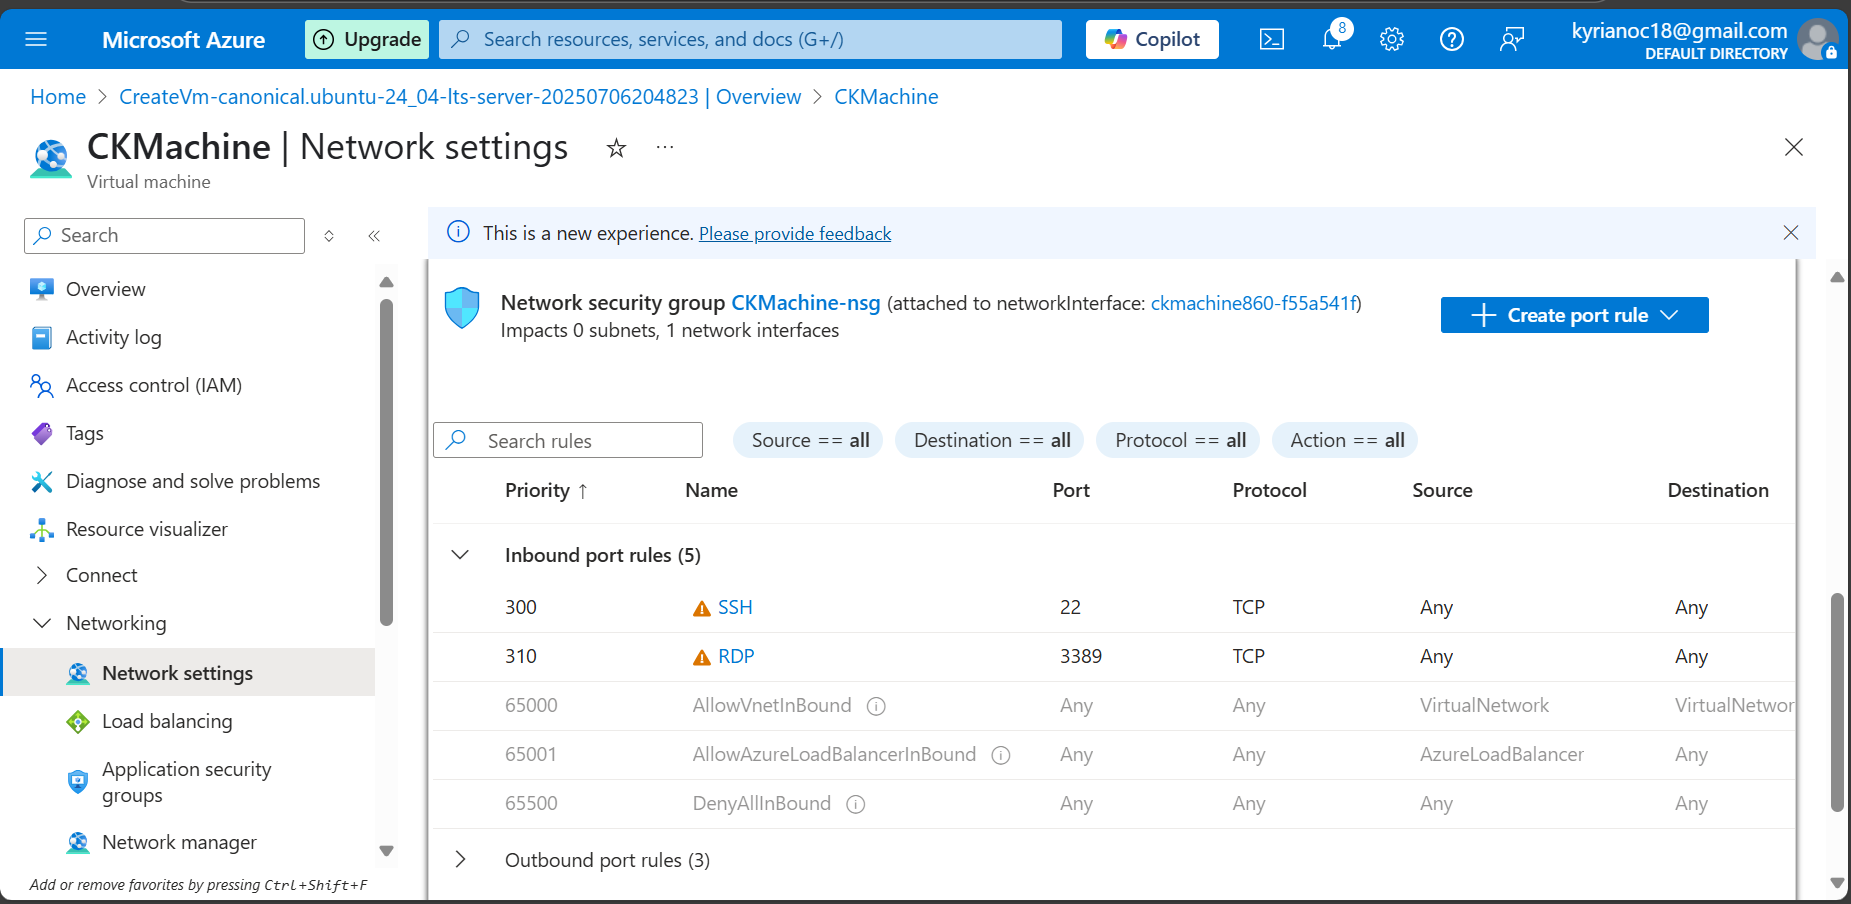 Microsoft Azure
Upgrade
Search resources, services, and docs (G+/)
Copilot
8
kyrianoc18@gmail.com
DEFAULT DIRECTORY
Home > CreateVm-canonical.ubuntu-24_04-lts-server-20250706204823 | Overview > CKMachine
CKMachine | Network settings
Virtual machine
Search
Overview
Activity log
Access control (IAM)
Tags
Diagnose and solve problems
Resource visualizer
Connect
Networking
Network settings
Load balancing
Application security
groups
Network manager
Add or remove favorites by pressing Ctrl+Shift+F
This is a new experience. Please provide feedback
Network security group CKMachine-nsg (attached to networkInterface: ckmachine860-f55a541f)
Impacts 0 subnets, 1 network interfaces
Create port rule
Search rules
Source == all
Destination == all
Protocol == all
Action == all
Priority ↑ Name Port Protocol Source Destination
Inbound port rules (5)
300 SSH 22 TCP Any Any
310 RDP 3389 TCP Any Any
65000 AllowVnetInBound Any Any VirtualNetwork VirtualNetwor
65001 AllowAzureLoadBalancerInBound Any Any AzureLoadBalancer Any
65500 DenyAllInBound Any Any Any Any
Outbound port rules (3)